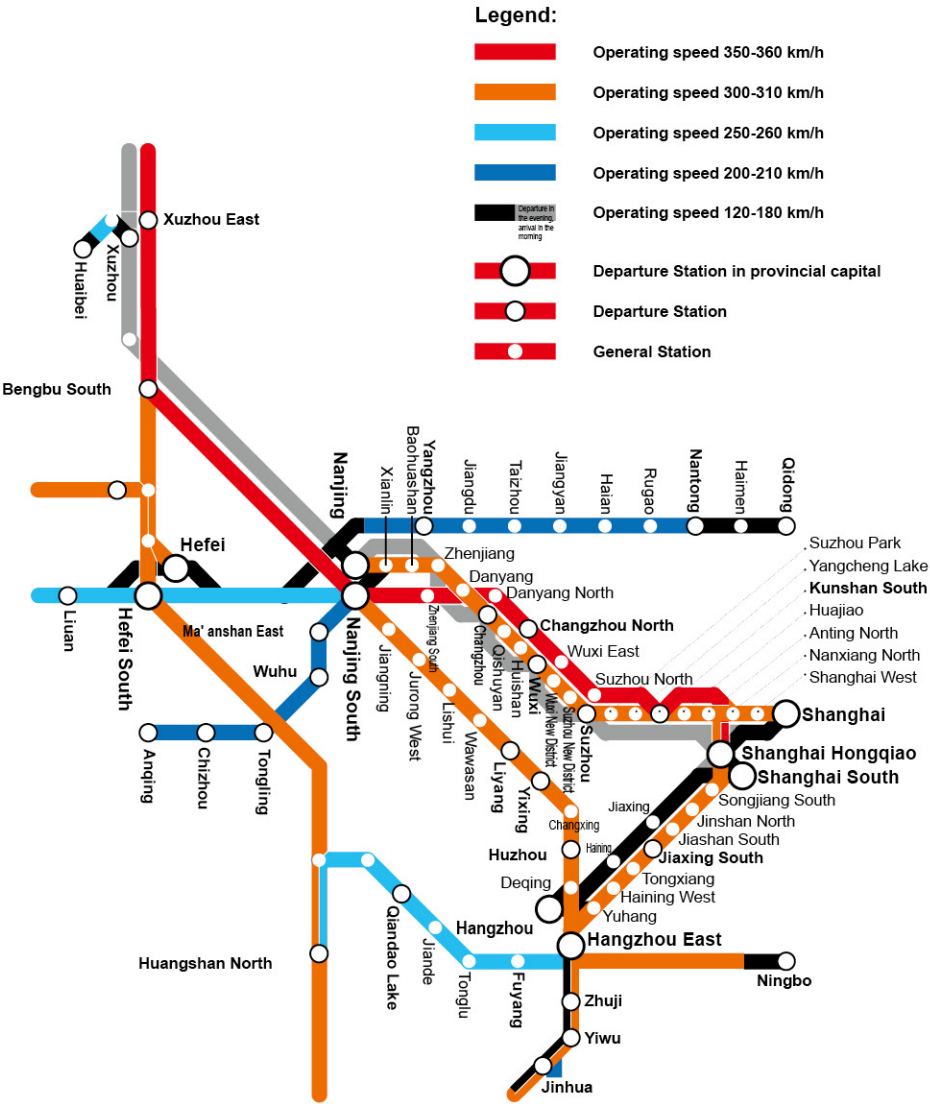 Legend:
Operating speed 350-360 km/h
Operating speed 300-310 km/h
Operating speed 250-260 km/h
Operating speed 200-210 km/h
Departure in
the evening,
arrival in the
morning
Operating speed 120-180 km/h
Departure Station in provincial capital
Departure Station
General Station
Xuzhou East
Xuzhou
Huaibei
Bengbu South
Nanjing
Xianlin
Baohuashan
Yangzhou
Jiangdu
Taizhou
Jiangyan
Haian
Rugao
Nantong
Haimen
Qidong
Hefei
Zhenjiang
Danyang
Danyang North
Changzhou North
Wuxi East
Suzhou North
Suzhou Park
Yangcheng Lake
Kunshan South
Huajiao
Anting North
Nanxiang North
Shanghai West
Liuan
Hefei South
Ma' anshan East
Wuhu
Nanjing South
Zhenjiang South
Changzhou
Qishuyan
Huishan
Wuxi
Wuxi New District
Suzhou New District
Suzhou
Shanghai
Shanghai Hongqiao
Shanghai South
Jiangning
Jurong West
Lishui
Wawasan
Liyang
Yixing
Anqing
Chizhou
Tongling
Changxing
Huzhou
Deqing
Hangzhou
Haining
Jiaxing
Songjiang South
Jinshan North
Jiashan South
Jiaxing South
Tongxiang
Haining West
Yuhang
Hangzhou East
Huangshan North
Qiandao Lake
Jiande
Tonglu
Fuyang
Ningbo
Zhuji
Yiwu
Jinhua